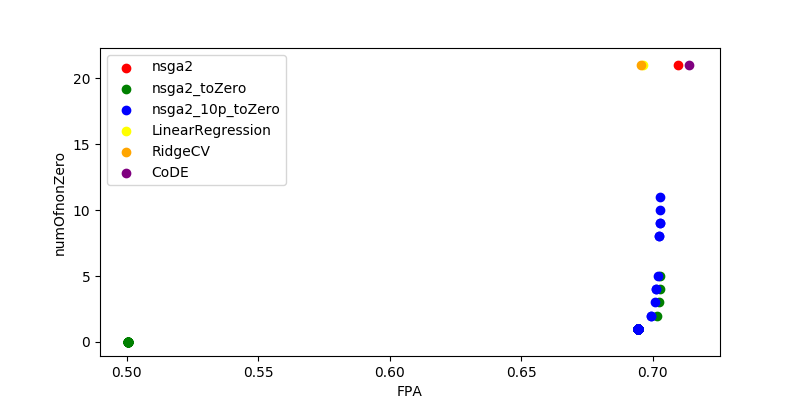 nsga2
nsga2_toZero
nsga2_10p_toZero
LinearRegression
RidgeCV
CoDE
numOfnonZero
20
15
10
5
0
0.50 0.55 0.60 0.65 0.70
FPA